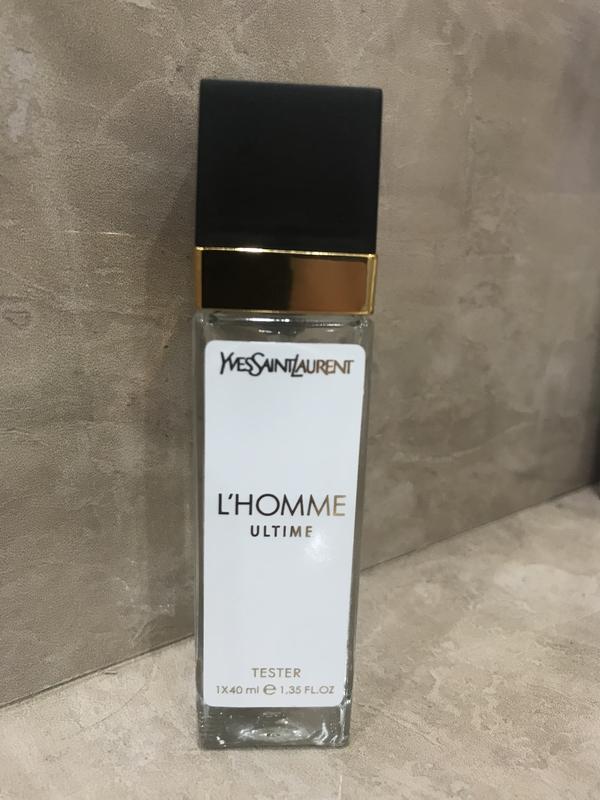 YVESSAINTLAURENT
L'HOMME
ULTIME
TESTER
1X40 ml ℮ 1,35 FL.OZ